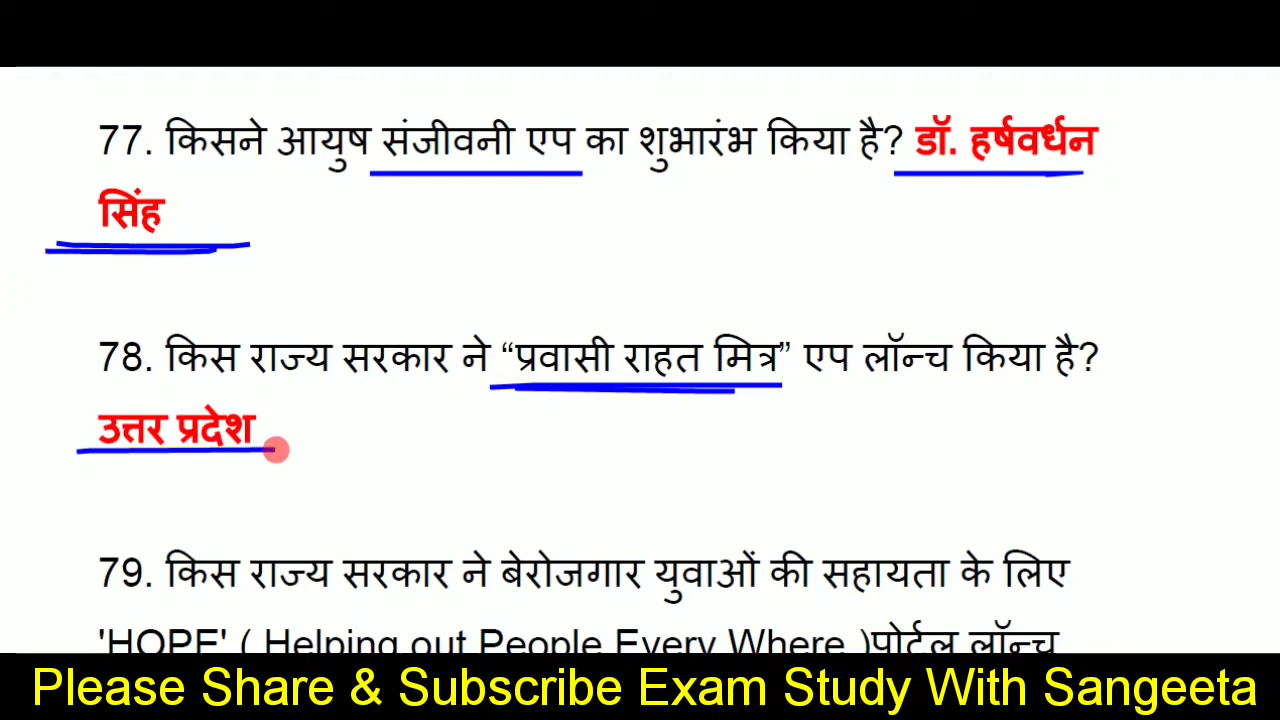 77. किसने आयुष संजीवनी एप का शुभारंभ किया है? डॉ. हर्षवर्धन
सिंह
78. किस राज्य सरकार ने “प्रवासी राहत मित्र” एप लॉन्च किया है?
उत्तर प्रदेश
79. किस राज्य सरकार ने बेरोजगार युवाओं की सहायता के लिए
'HOPE' ( Helping out People Every Where )पोर्टल लॉन्च
Please Share & Subscribe Exam Study With Sangeeta